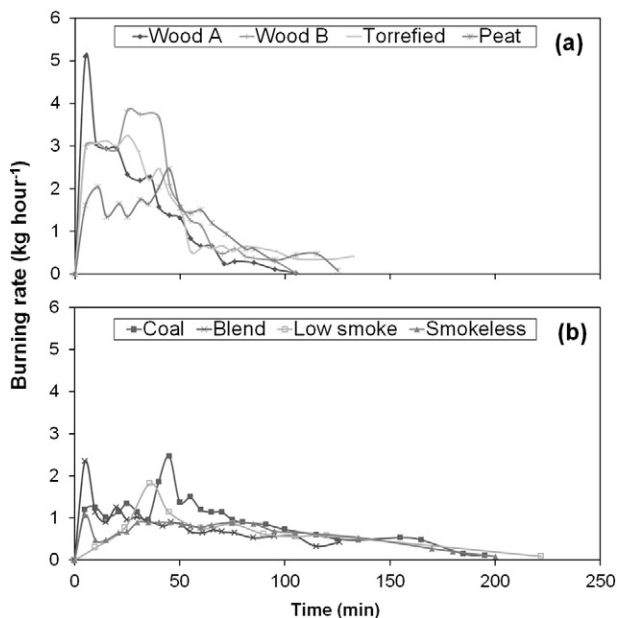 Burning rate (kg hour⁻¹)
6
5
4
3
2
1
0
Wood A Wood B Torrefied Peat
(a)
6
5
4
3
2
1
0
Coal Blend Low smoke Smokeless
(b)
0 50 100 150 200 250
Time (min)